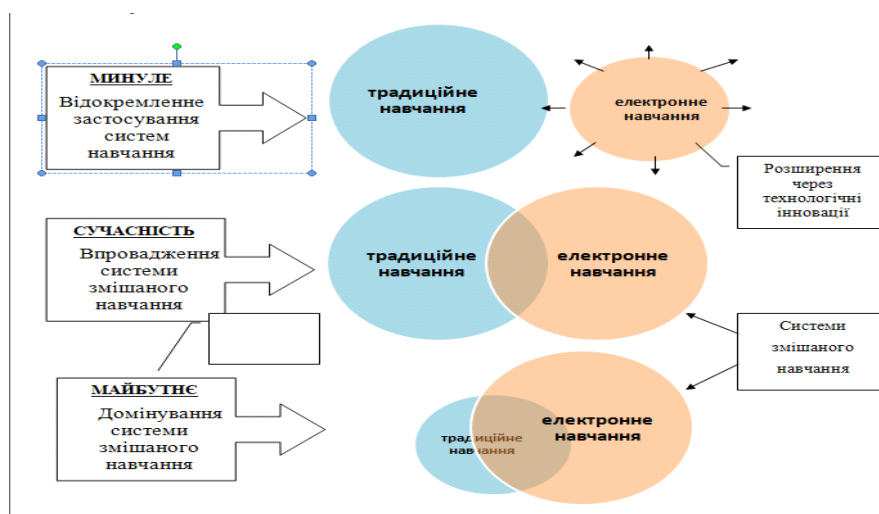 МИНУЛЕ
Відокремленне
застосування
систем
навчання
традиційне
навчання
електронне
навчання
Розширення
через
технологічні
інновації
СУЧАСНІСТЬ
Впровадження
системи
змішаного
навчання
традиційне
навчання
електронне
навчання
Системи
змішаного
навчання
МАЙБУТНЄ
Домінування
системи
змішаного
навчання
традиційне
навчання
електронне
навчання